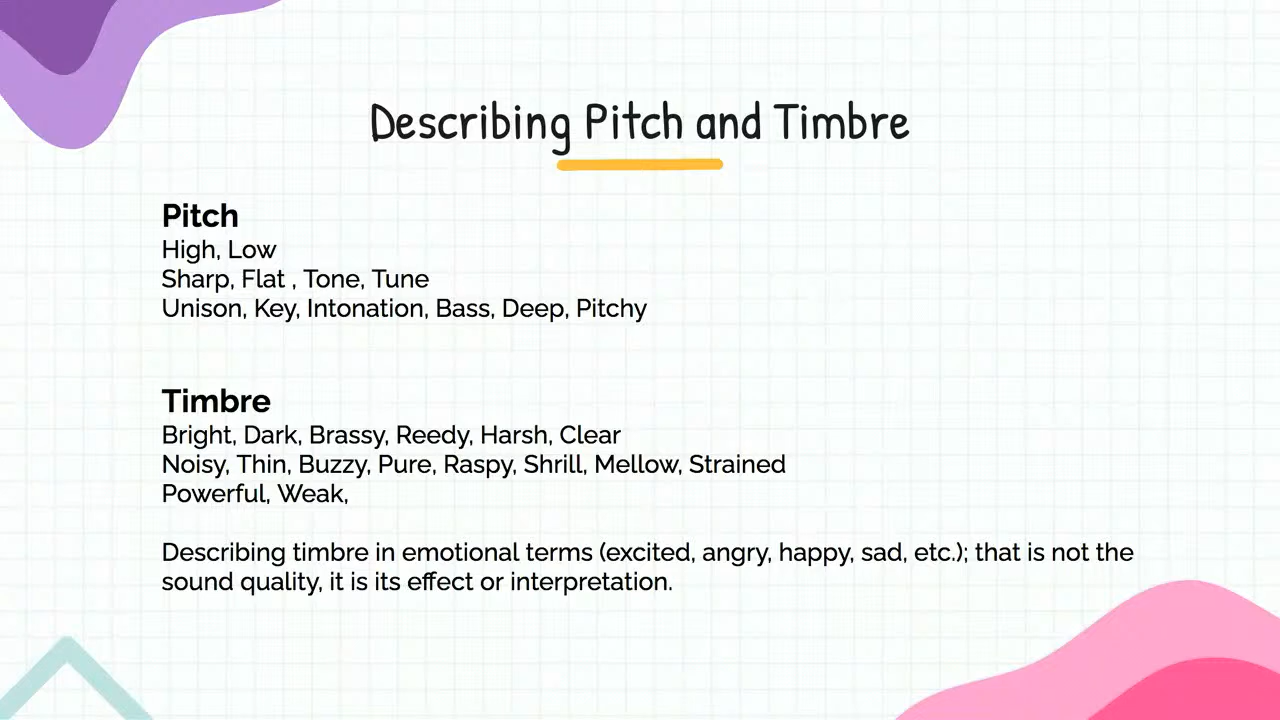 Describing Pitch and Timbre
Pitch
High, Low
Sharp, Flat , Tone, Tune
Unison, Key, Intonation, Bass, Deep, Pitchy
Timbre
Bright, Dark, Brassy, Reedy, Harsh, Clear
Noisy, Thin, Buzzy, Pure, Raspy, Shrill, Mellow, Strained
Powerful, Weak,
Describing timbre in emotional terms (excited, angry, happy, sad, etc.); that is not the
sound quality, it is its effect or interpretation.